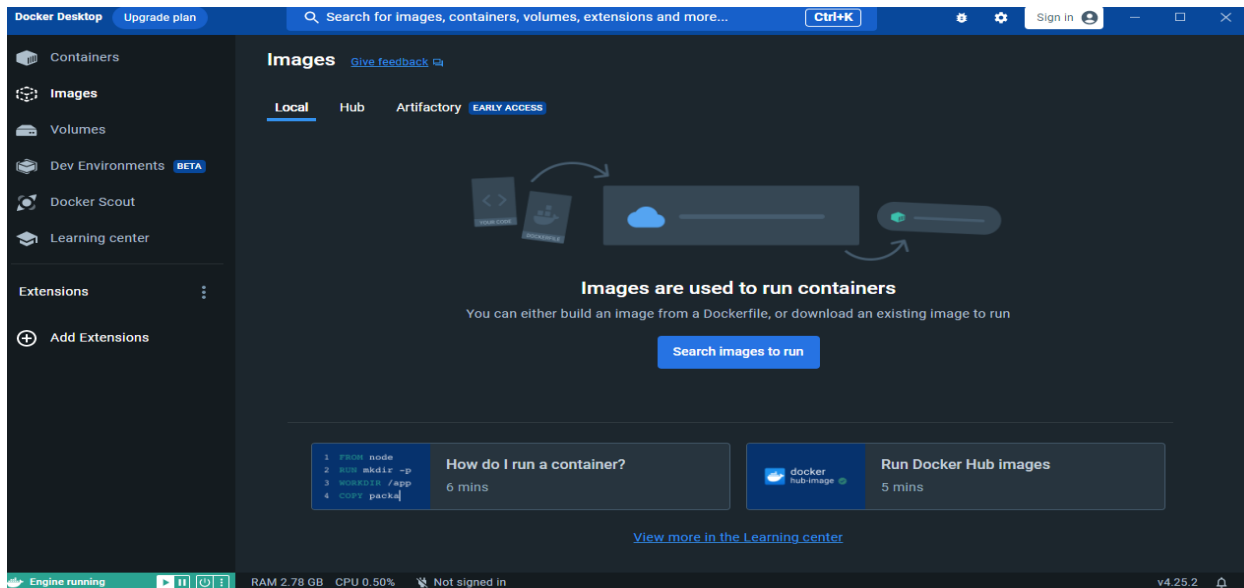 Docker Desktop Upgrade plan Search for images, containers, volumes, extensions and more... Ctrl+K Sign in
Containers
Images
Volumes
Dev Environments BETA
Docker Scout
Learning center
Extensions
Add Extensions
Images Give feedback
Local Hub Artifactory EARLY ACCESS
< >
YOUR CODE
DOCKERFILE
Images are used to run containers
You can either build an image from a Dockerfile, or download an existing image to run
Search images to run
1 FROM node
2 RUN mkdir -p
3 WORKDIR /app
4 COPY packa
How do I run a container?
6 mins
docker
hub-image
Run Docker Hub images
5 mins
View more in the Learning center
Engine running RAM 2.78 GB CPU 0.50% Not signed in v4.25.2